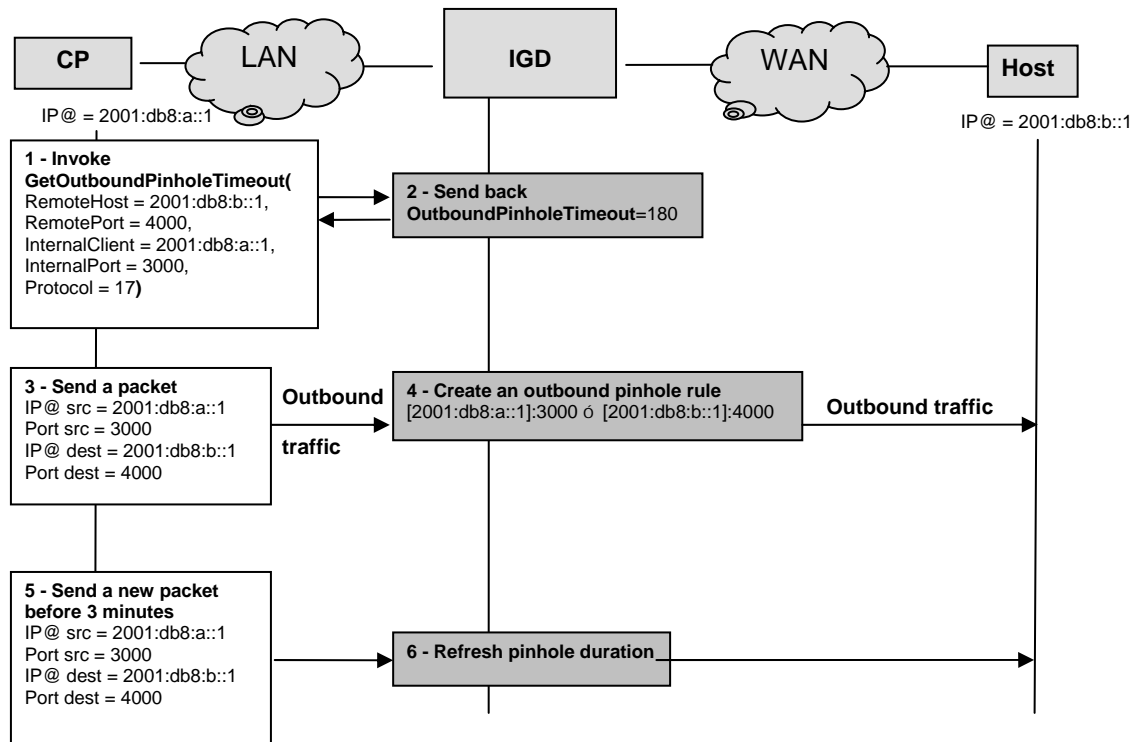 CP
LAN
IGD
WAN
Host
IP@ = 2001:db8:a::1
IP@ = 2001:db8:b::1
1 - Invoke
GetOutboundPinholeTimeout(
RemoteHost = 2001:db8:b::1,
RemotePort = 4000,
InternalClient = 2001:db8:a::1,
InternalPort = 3000,
Protocol = 17)
2 - Send back
OutboundPinholeTimeout=180
3 - Send a packet
IP@ src = 2001:db8:a::1
Port src = 3000
IP@ dest = 2001:db8:b::1
Port dest = 4000
Outbound
traffic
4 - Create an outbound pinhole rule
[2001:db8:a::1]:3000 ó [2001:db8:b::1]:4000
Outbound traffic
5 - Send a new packet
before 3 minutes
IP@ src = 2001:db8:a::1
Port src = 3000
IP@ dest = 2001:db8:b::1
Port dest = 4000
6 - Refresh pinhole duration